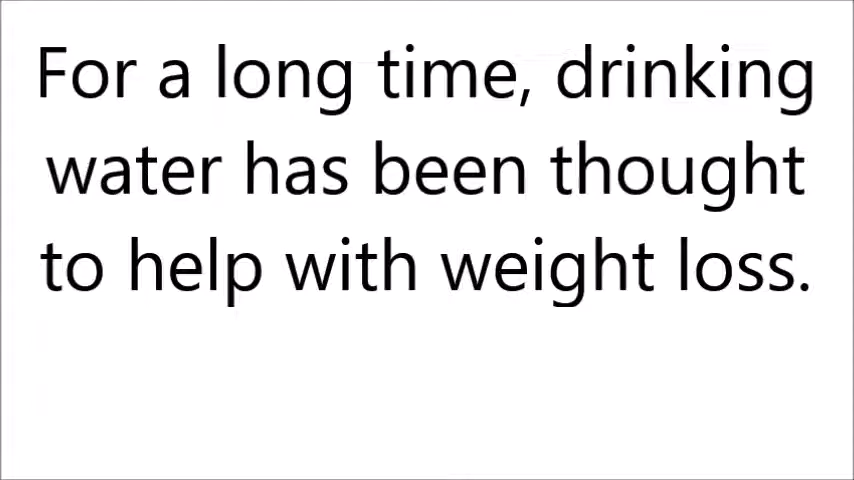 For a long time, drinking
water has been thought
to help with weight loss.